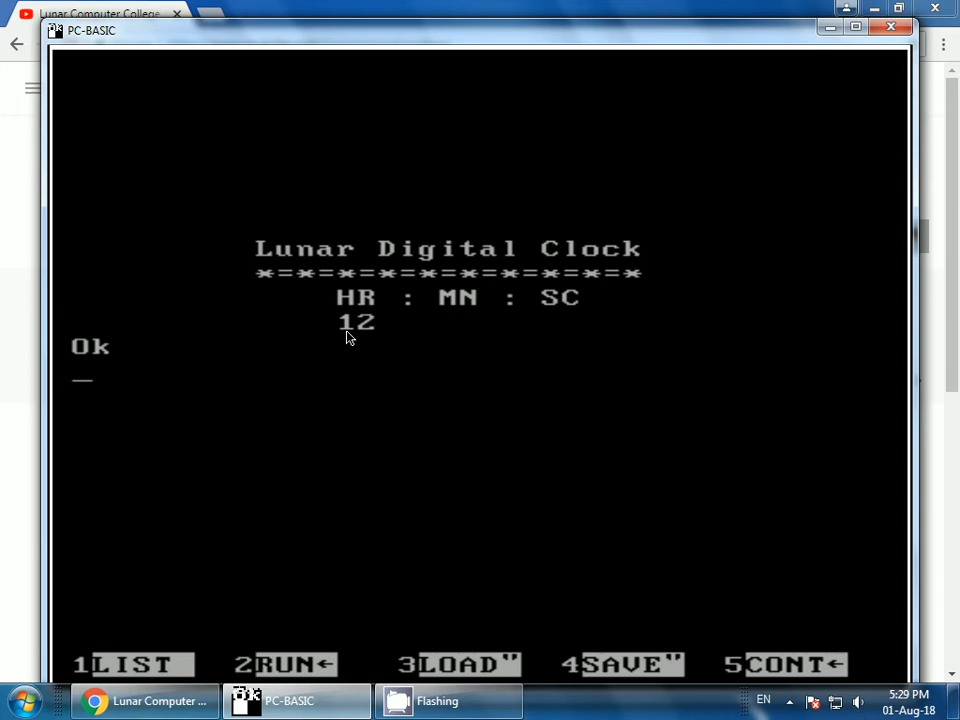 Lunar Computer College
PC-BASIC
Lunar Digital Clock
*=*=*=*=*=*=*=*=*=*
HR : MN : SC
12
Ok
1LIST 2RUN← 3LOAD" 4SAVE" 5CONT←
Lunar Computer ... PC-BASIC Flashing EN 5:29 PM
01-Aug-18